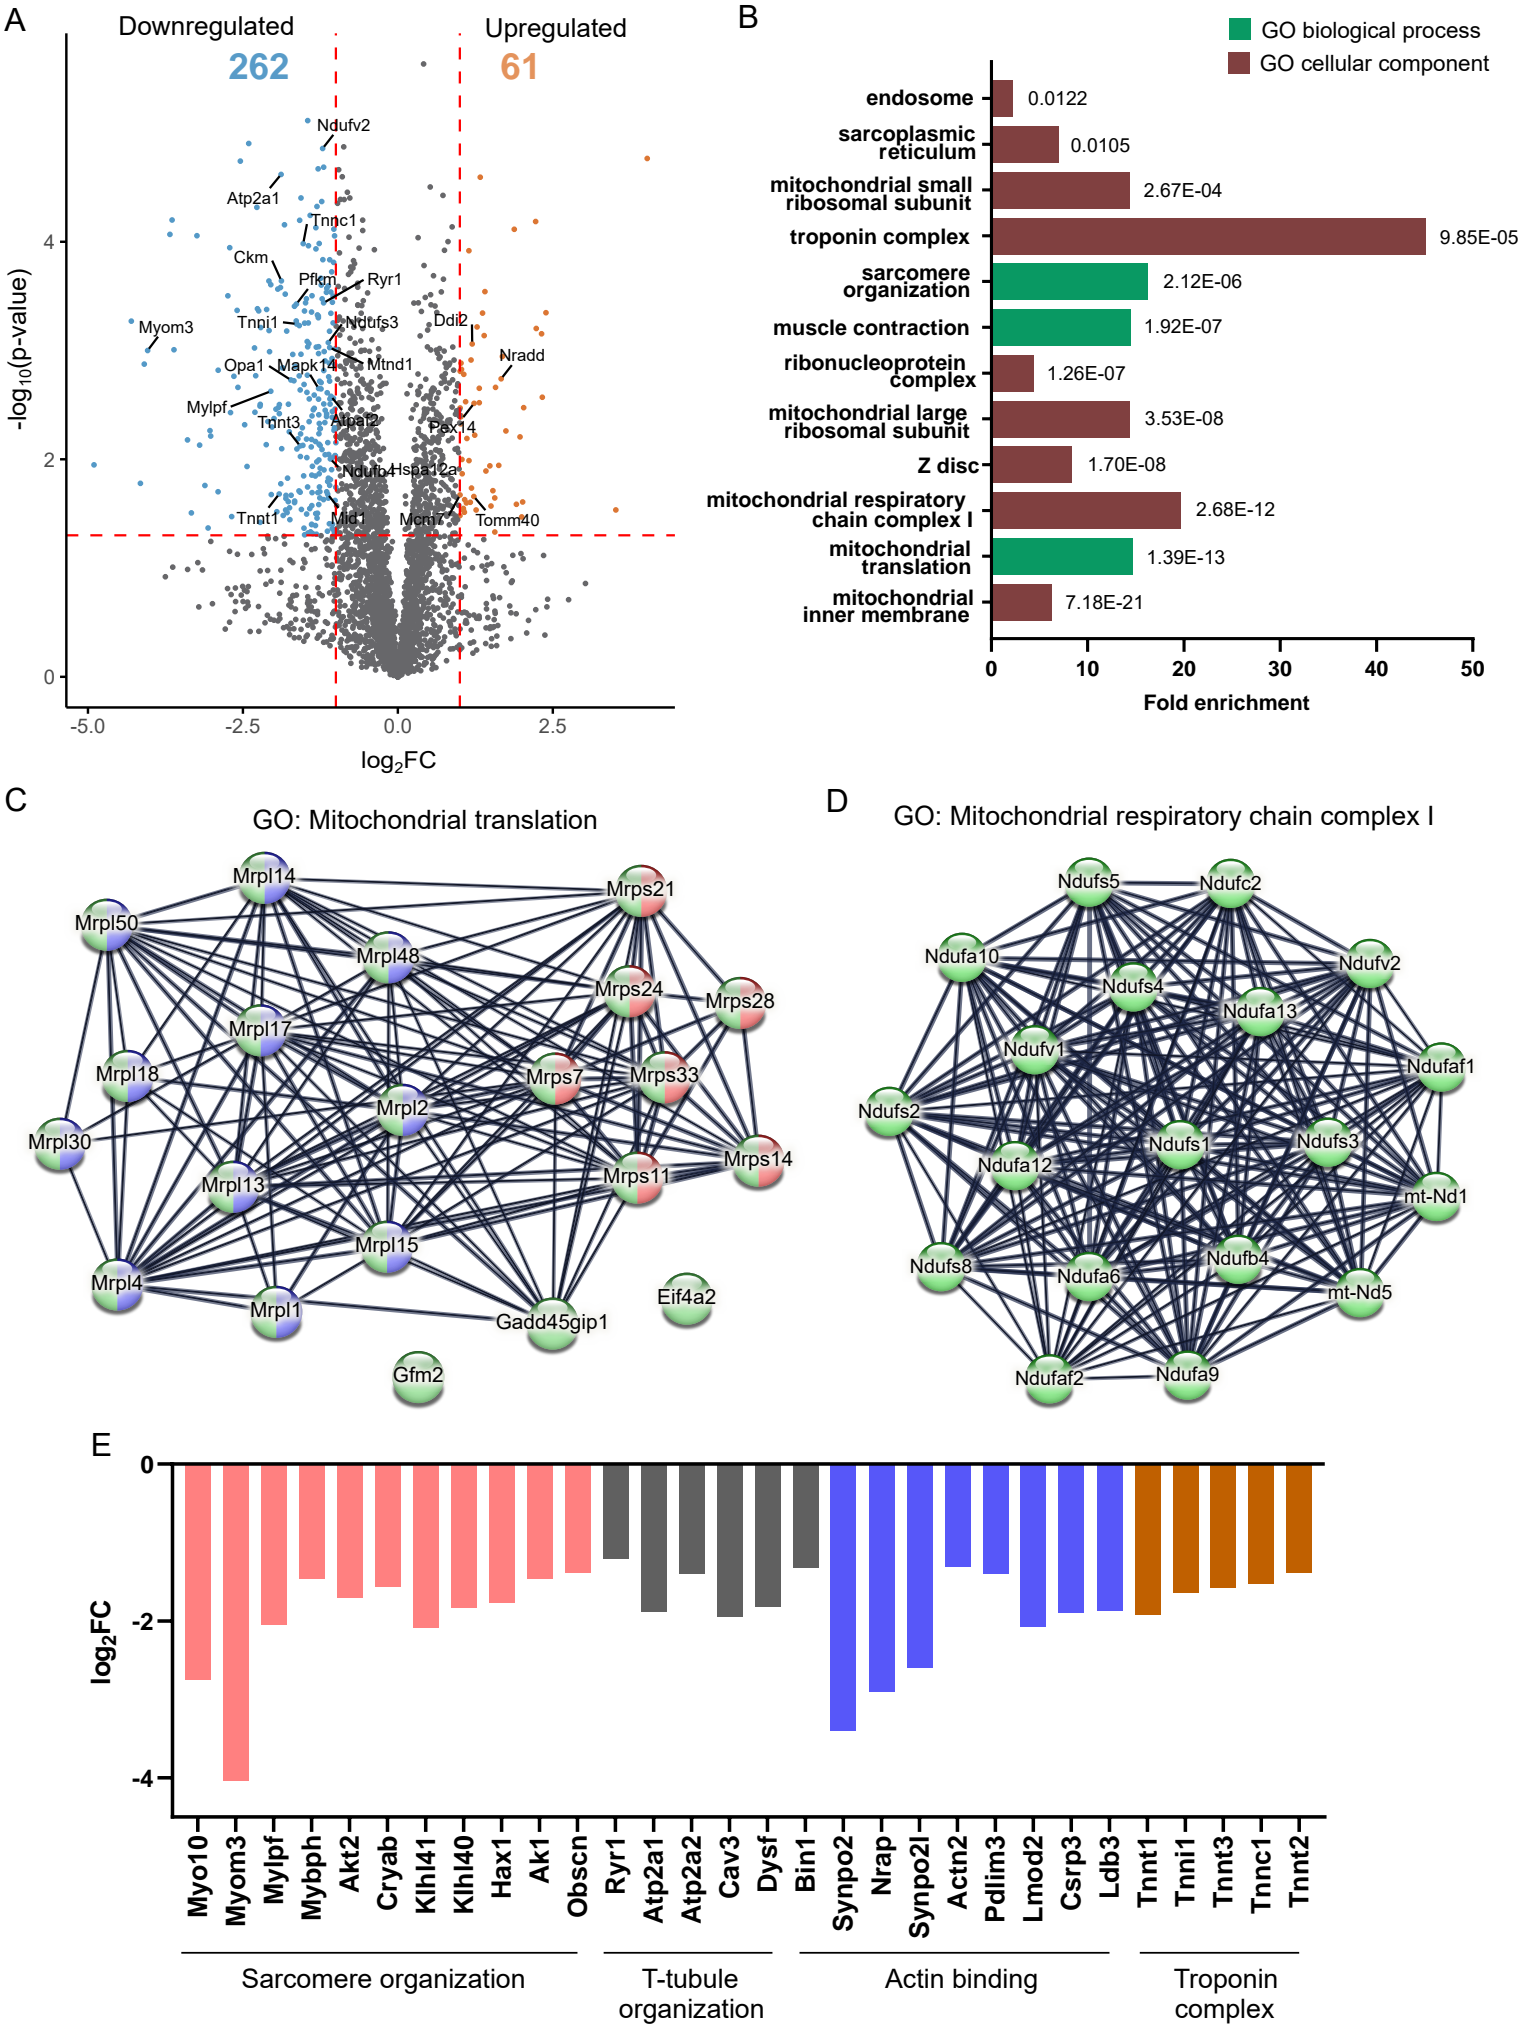 A
Downregulated
262
Upregulated
61
-log10(p-value)
4
2
0
Ndufv2
Atp2a1
Tnnc1
Ckm
Pfkm
Ryr1
Myom3
Tnni1
Ndufs3
Ddi2
Opa1
Mapk14
Mtnd1
Nradd
Mylpf
Tnnt3
Atpaf2
Pex14
Ndufb4
Hspa12a
Tnnt1
Mid1
Mcm7
Tomm40
-5.0
-2.5
0.0
2.5
log2FC
B
GO biological process
GO cellular component
endosome
0.0122
sarcoplasmic
reticulum
0.0105
mitochondrial small
ribosomal subunit
2.67E-04
troponin complex
9.85E-05
sarcomere
organization
2.12E-06
muscle contraction
1.92E-07
ribonucleoprotein
complex
1.26E-07
mitochondrial large
ribosomal subunit
3.53E-08
Z disc
1.70E-08
mitochondrial respiratory
chain complex I
2.68E-12
mitochondrial
translation
1.39E-13
mitochondrial
inner membrane
7.18E-21
0
10
20
30
40
50
Fold enrichment
C
GO: Mitochondrial translation
Mrpl14
Mrps21
Mrpl50
Mrpl48
Mrps24
Mrps28
Mrpl17
Mrpl18
Mrps7
Mrps33
Mrpl2
Mrpl30
Mrps14
Mrpl13
Mrps11
Mrpl15
Mrpl4
Mrpl1
Eif4a2
Gadd45gip1
Gfm2
D
GO: Mitochondrial respiratory chain complex I
Ndufs5
Ndufc2
Ndufa10
Ndufv2
Ndufs4
Ndufa13
Ndufv1
Ndufaf1
Ndufs2
Ndufs1
Ndufs3
Ndufa12
mt-Nd1
Ndufs8
Ndufa6
Ndufb4
mt-Nd5
Ndufaf2
Ndufa9
E
log2FC
0
-2
-4
Myo10
Myom3
Mylpf
Mybph
Akt2
Cryab
Klhl41
Klhl40
Hax1
Ak1
Obscn
Ryr1
Atp2a1
Atp2a2
Cav3
Dysf
Bin1
Synpo2
Nrap
Synpo2l
Actn2
Pdlim3
Lmod2
Csrp3
Ldb3
Tnnt1
Tnni1
Tnnt3
Tnnc1
Tnnt2
Sarcomere organization
T-tubule
organization
Actin binding
Troponin
complex